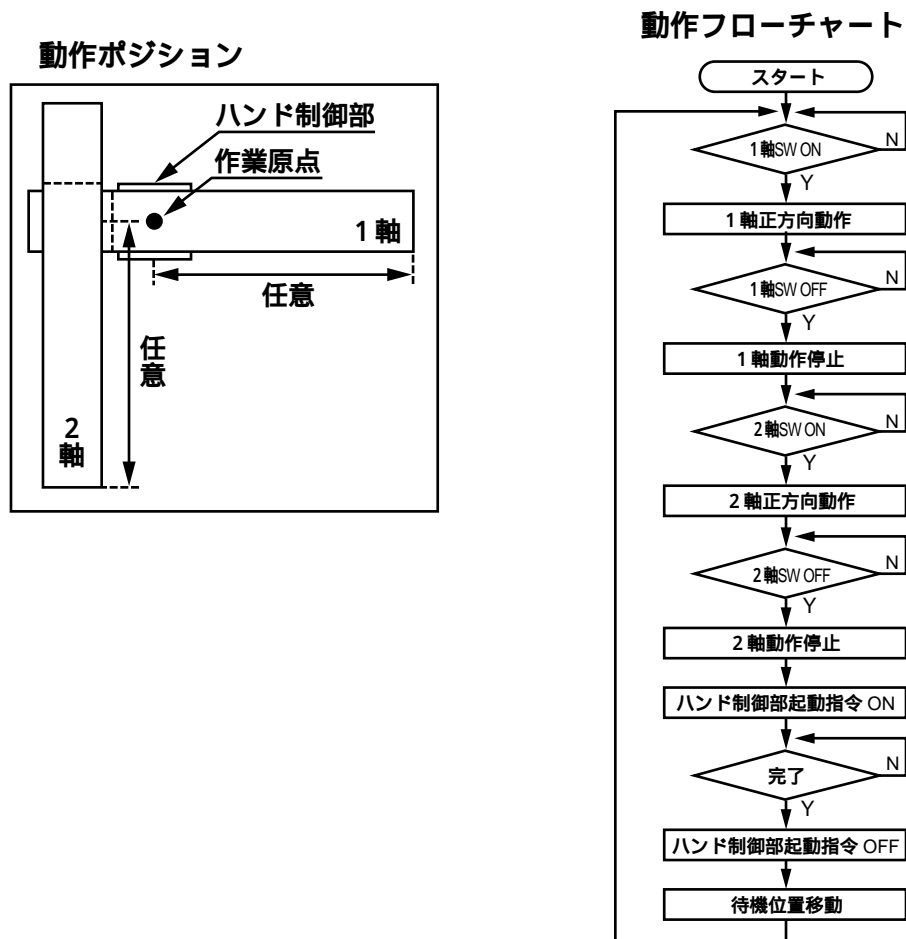 動作ポジション
ハンド制御部
作業原点
1軸
任意
任意
2軸
動作フローチャート
スタート
1軸SW ON
N
Y
1軸正方向動作
1軸SW OFF
N
Y
1軸動作停止
2軸SW ON
N
Y
2軸正方向動作
2軸SW OFF
N
Y
2軸動作停止
ハンド制御部起動指令 ON
完了
N
Y
ハンド制御部起動指令 OFF
待機位置移動